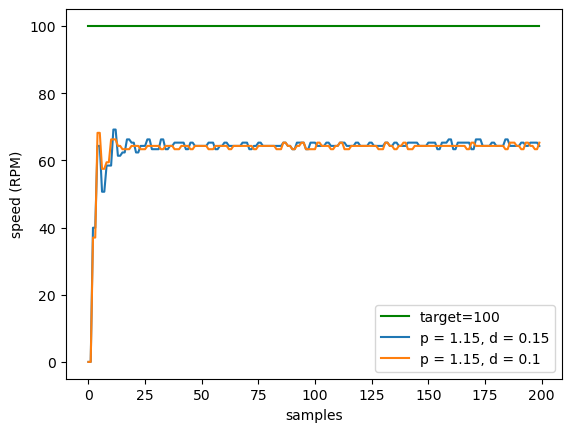 100
80
60
40
20
0
speed (RPM)
target=100
p = 1.15, d = 0.15
p = 1.15, d = 0.1
0 25 50 75 100 125 150 175 200
samples